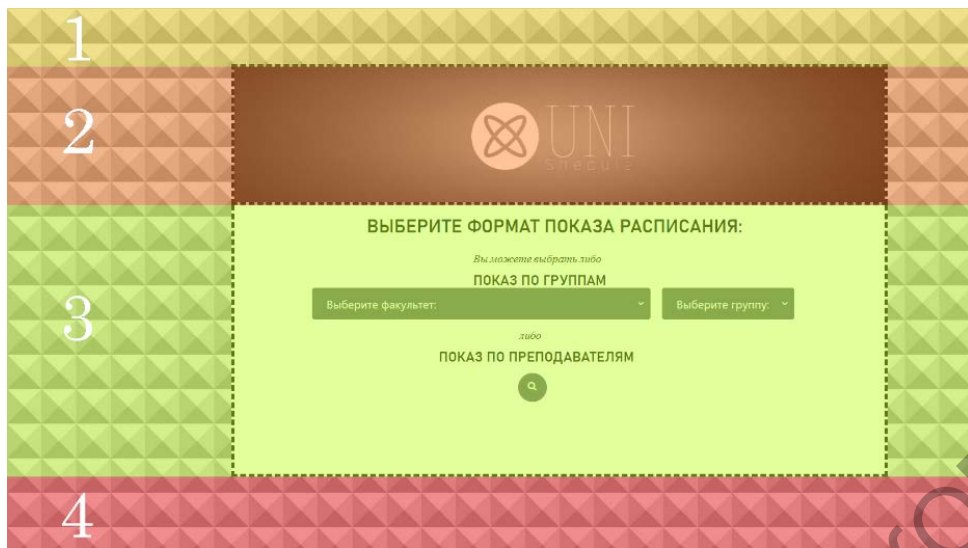 1
2
UNI
Shedule
ВЫБЕРИТЕ ФОРМАТ ПОКАЗА РАСПИСАНИЯ:
Вы можете выбрать либо
ПОКАЗ ПО ГРУППАМ
Выберите факультет: Выберите группу:
3
либо
ПОКАЗ ПО ПРЕПОДАВАТЕЛЯМ
4